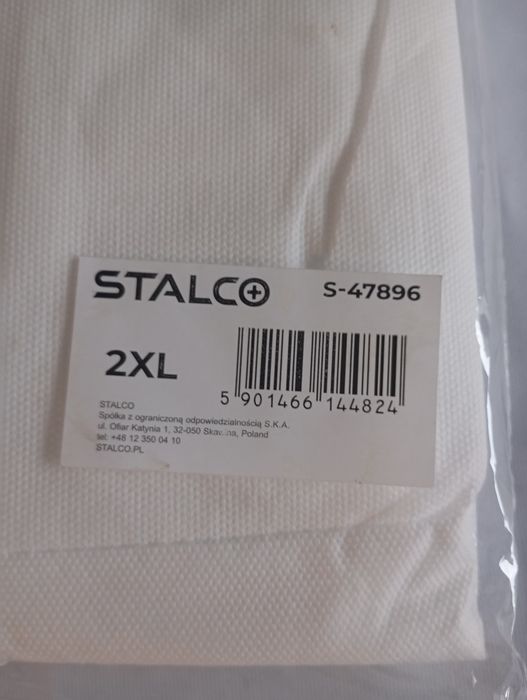 STALCO
S-47896
2XL
5 901466 144824
STALCO
Spółka z ograniczoną odpowiedzialnością S.K.A.
ul. Ofiar Katynia 1, 32-050 Skawina, Poland
tel: +48 12 350 04 10
STALCO.PL